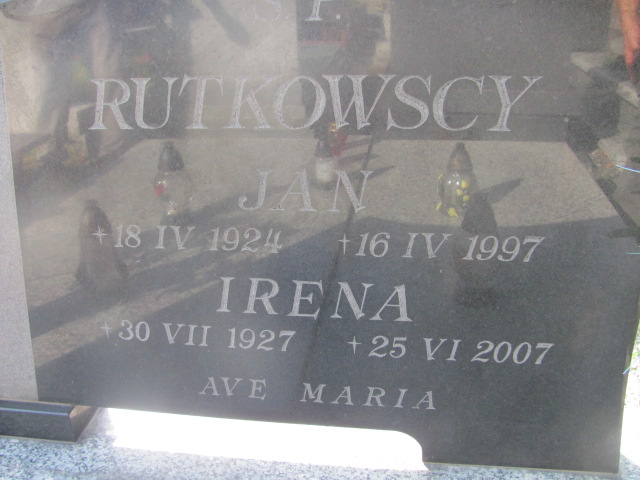 Ś. P.
RUTKOWSCY
JAN
*18 IV 1924 †16 IV 1997
IRENA
*30 VII 1927 †25 VI 2007
AVE MARIA